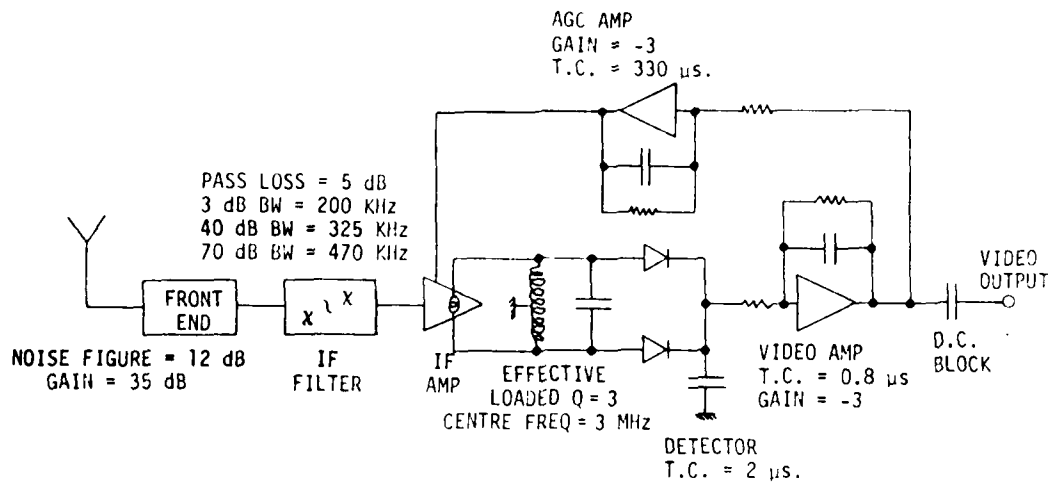 AGC AMP
GAIN = -3
T.C. = 330 µs.
PASS LOSS = 5 dB
3 dB BW = 200 KHz
40 dB BW = 325 KHz
70 dB BW = 470 KHz
FRONT
END
NOISE FIGURE = 12 dB
GAIN = 35 dB
X
X
IF
FILTER
IF
AMP
EFFECTIVE
LOADED Q = 3
CENTRE FREQ = 3 MHz
DETECTOR
T.C. = 2 µs.
VIDEO AMP
T.C. = 0.8 µs
GAIN = -3
D.C.
BLOCK
VIDEO
OUTPUT